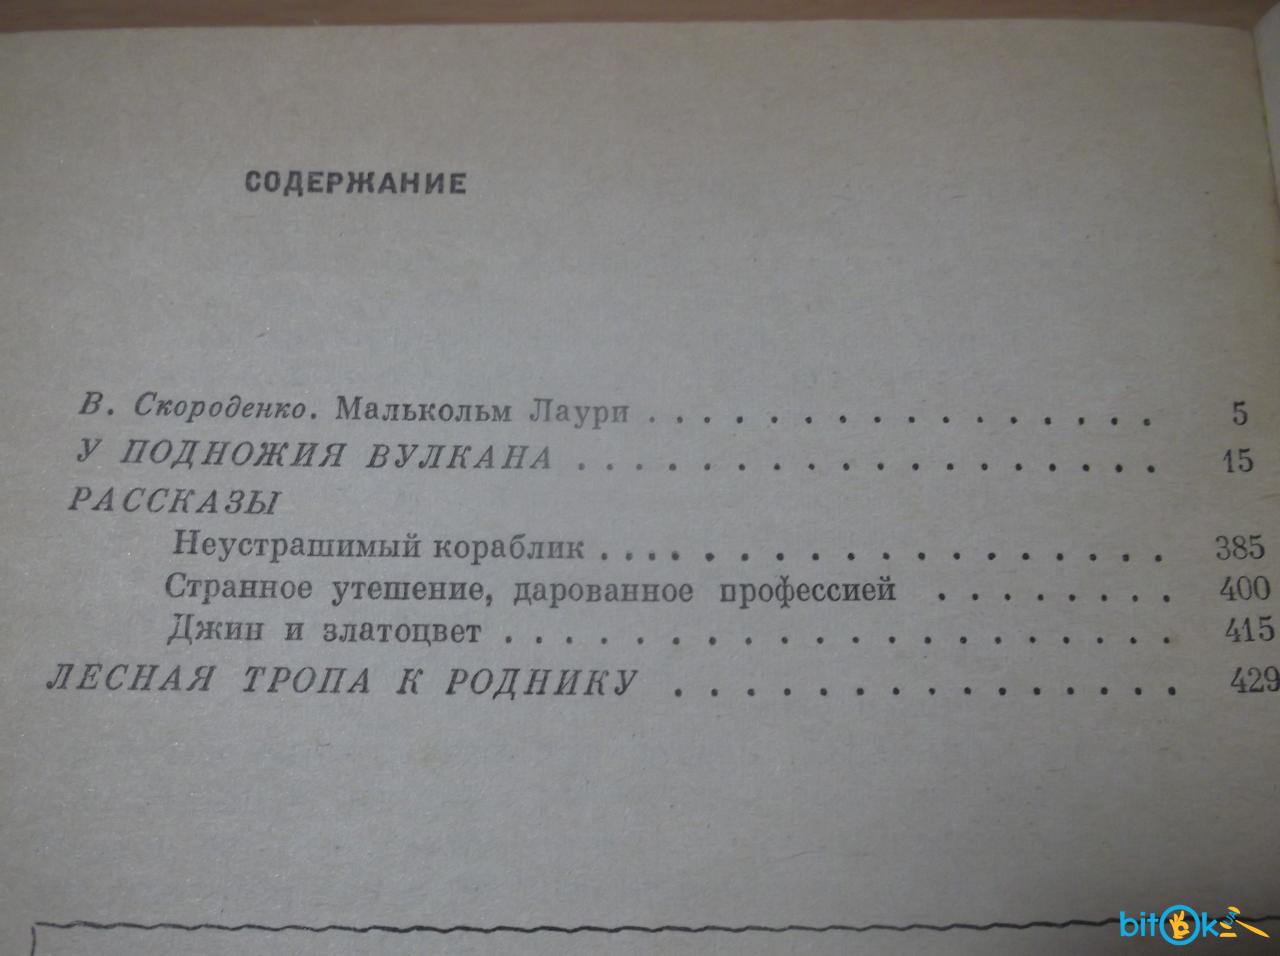 СОДЕРЖАНИЕ
В. Скороденко. Малькольм Лаури . . . . . . . . . . . . . . . . . . 5
У ПОДНОЖИЯ ВУЛКАНА . . . . . . . . . . . . . . . . . . . . 15
РАССКАЗЫ
Неустрашимый кораблик . . . . . . . . . . . . . . . . . . 385
Странное утешение, дарованное профессией . . . . . . . . 400
Джин и златоцвет . . . . . . . . . . . . . . . . . . . . . . . 415
ЛЕСНАЯ ТРОПА К РОДНИКУ . . . . . . . . . . . . . . . . . . 429
bitOk